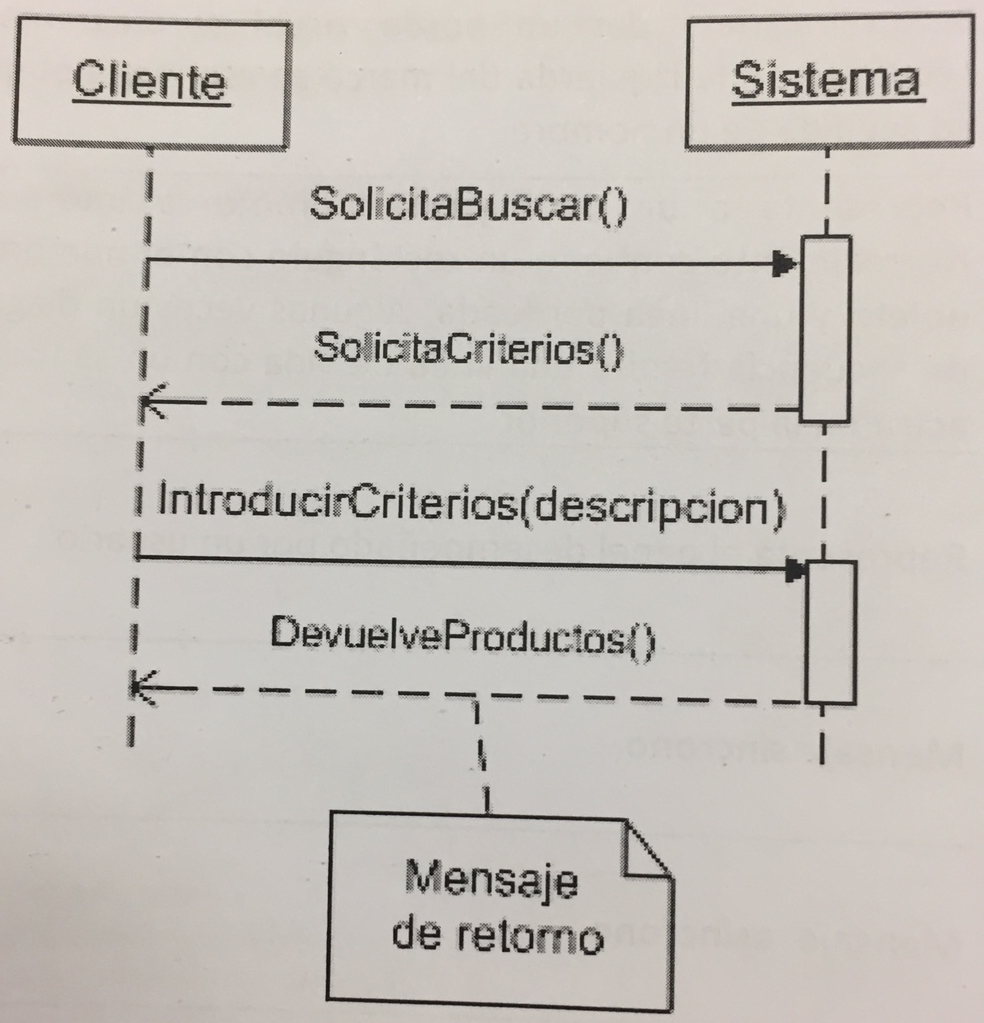 Cliente
Sistema
SolicitaBuscar()
SolicitaCriterios()
IntroducirCriterios(descripcion)
DevuelveProductos()
Mensaje
de retorno